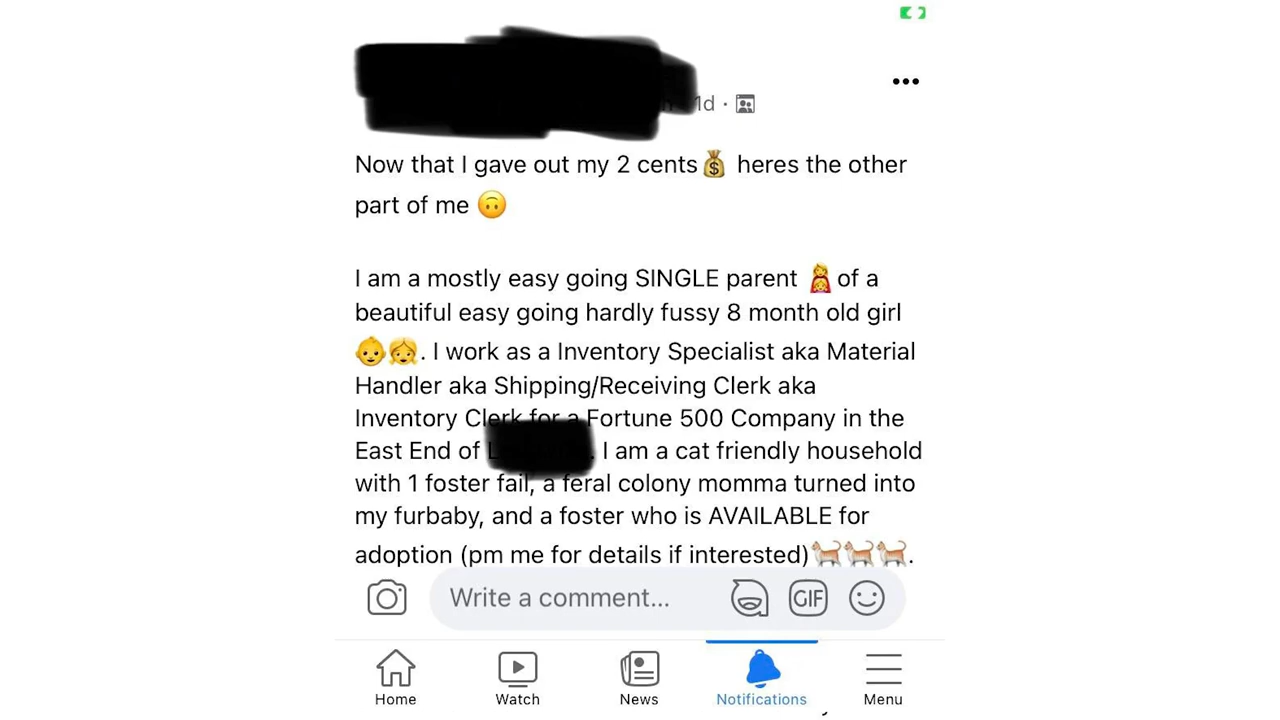 1d ·
Now that I gave out my 2 cents💰 heres the other
part of me 🙃
I am a mostly easy going SINGLE parent 👩‍👧of a
beautiful easy going hardly fussy 8 month old girl
👶👧. I work as a Inventory Specialist aka Material
Handler aka Shipping/Receiving Clerk aka
Inventory Clerk for a Fortune 500 Company in the
East End of . I am a cat friendly household
with 1 foster fail, a feral colony momma turned into
my furbaby, and a foster who is AVAILABLE for
adoption (pm me for details if interested)🐈🐈🐈.
Write a comment...
GIF
Home
Watch
News
Notifications
Menu